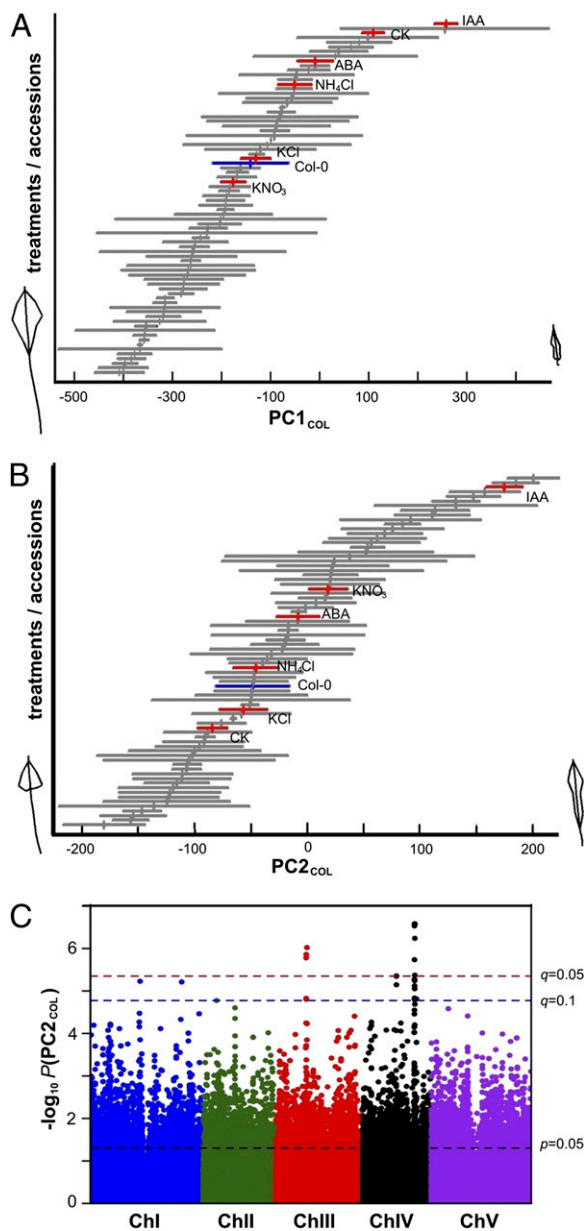 A
IAA
CK
ABA
NH₄Cl
KCl
Col-0
KNO₃
treatments / accessions
-500 -300 -100 100 300
PC1COL
B
IAA
KNO₃
ABA
NH₄Cl
Col-0
KCl
CK
treatments / accessions
-200 -100 0 100 200
PC2COL
C
6
q=0.05
q=0.1
4
2
p=0.05
0
-log₁₀ P(PC2COL)
ChI ChII ChIII ChIV ChV